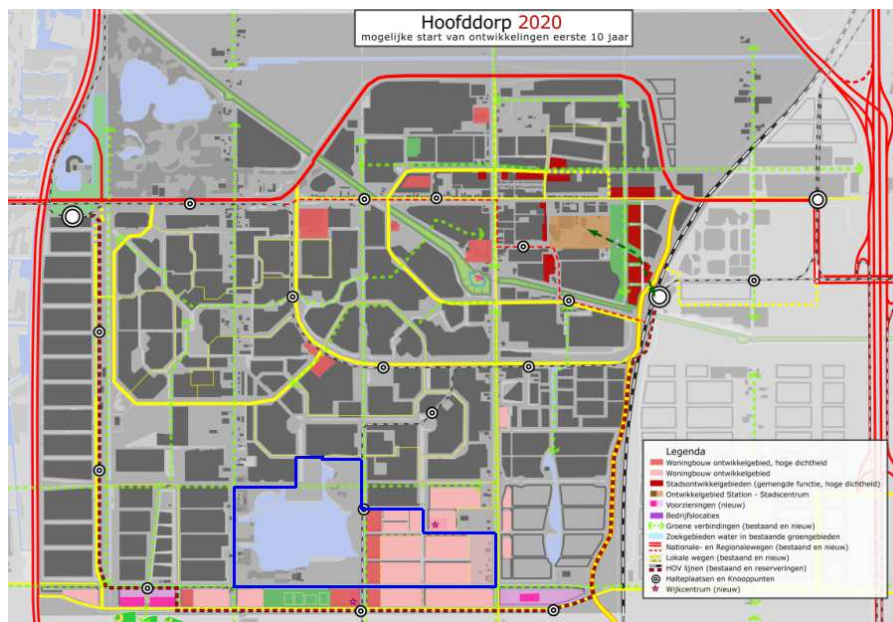 Hoofddorp 2020
mogelijke start van ontwikkelingen eerste 10 jaar
Legenda
Woningbouw ontwikkelgebied, hoge dichtheid
Woningbouw ontwikkelgebied
Stadsontwikkelgebieden (gemengde functie, hoge dichtheid)
Ontwikkelgebied Station - Stadscentrum
Voorzieningen (nieuw)
Bedrijfslocaties
Groene verbindingen (bestaand en nieuw)
Zoekgebieden water in bestaande groengebieden
Nationale- en Regionalewegen (bestaand en nieuw)
Lokale wegen (bestaand en nieuw)
HOV lijnen (bestaand en reserveringen)
Halteplaatsen en Knooppunten
Wijkcentrum (nieuw)